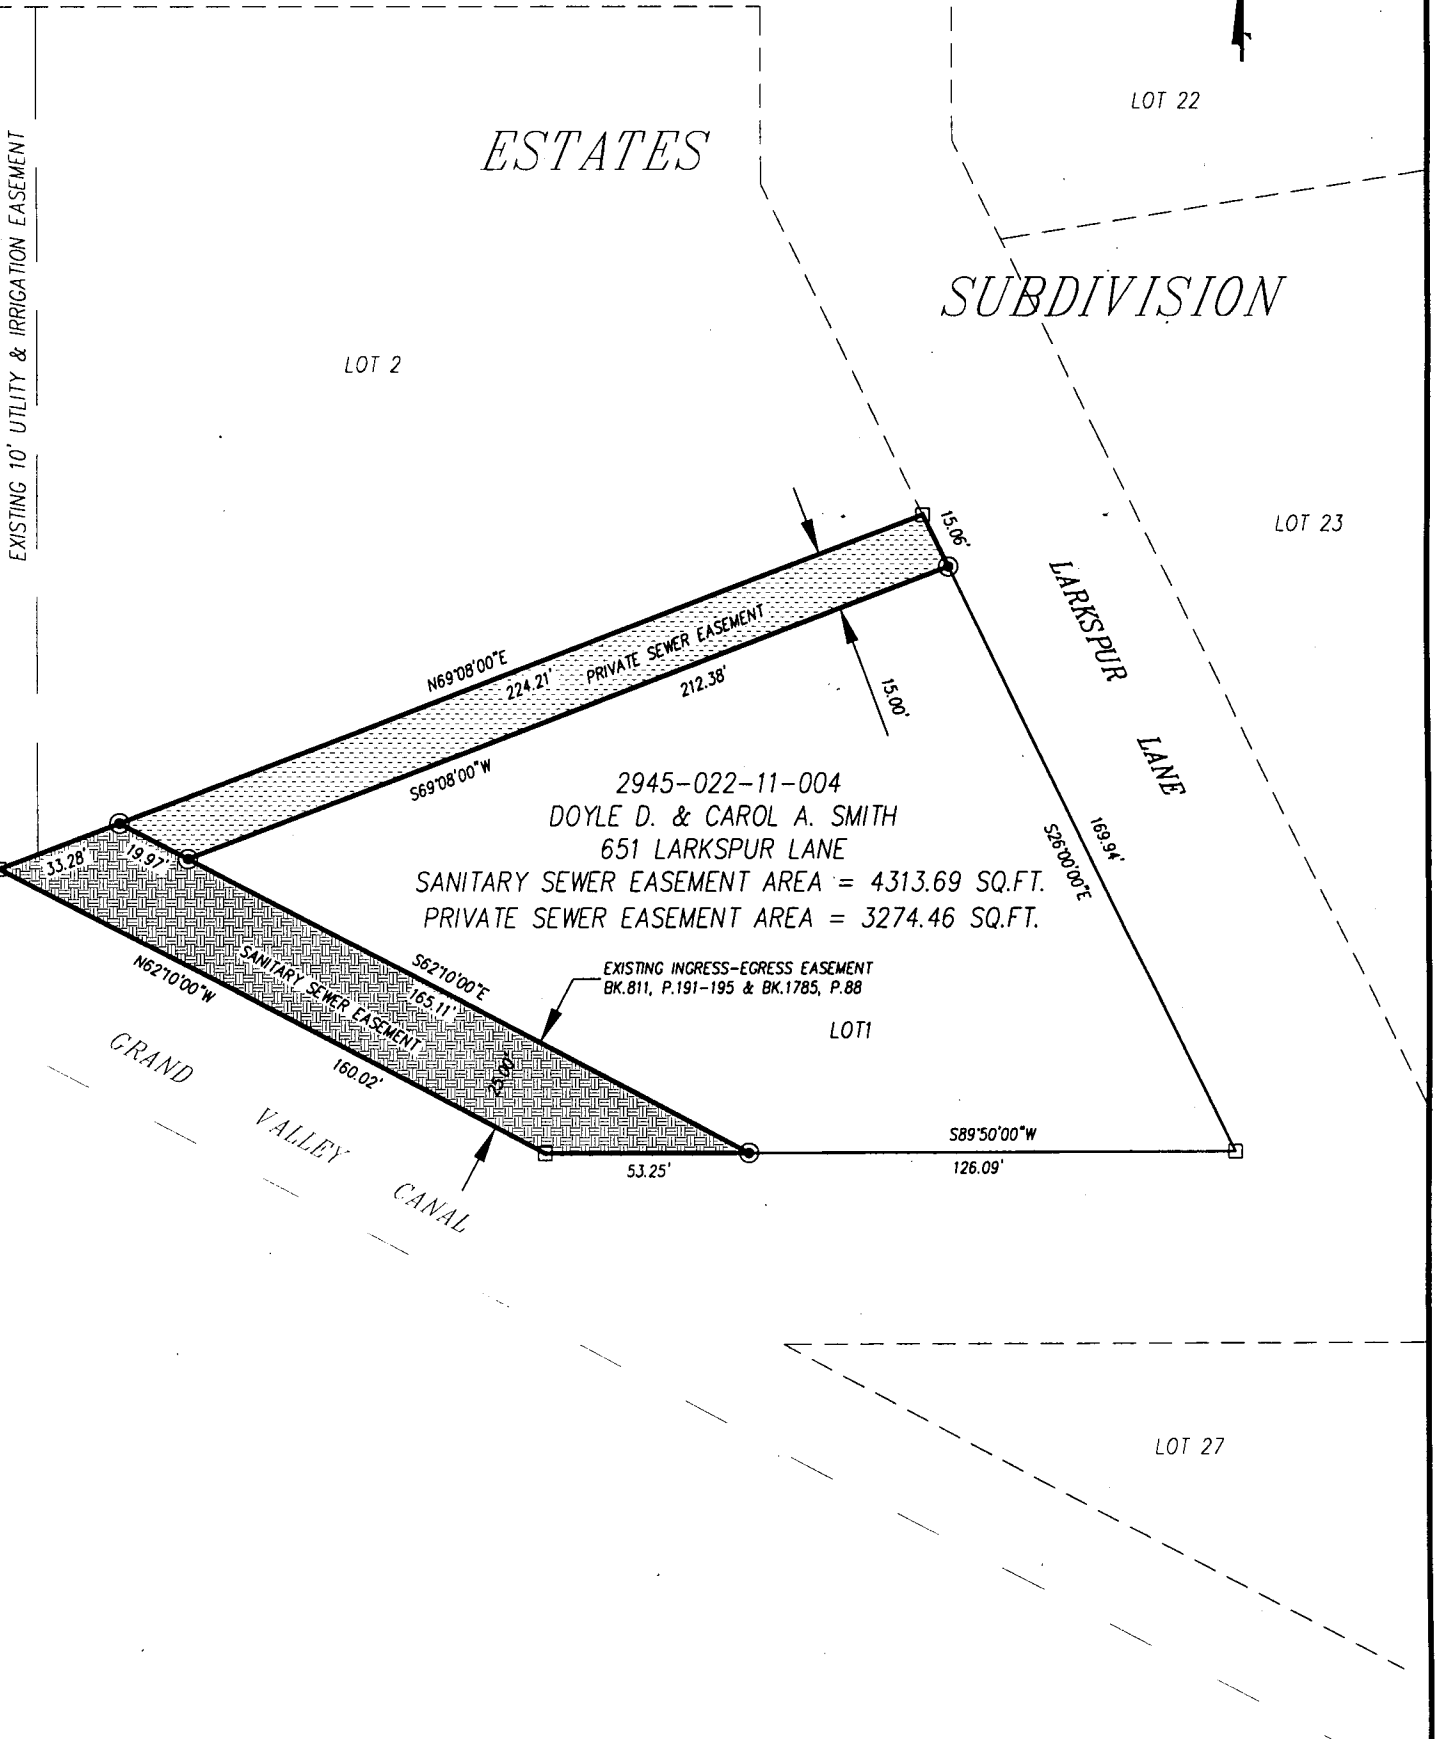 LOT 22
ESTATES
EXISTING 10' UTLITY & IRRIGATION EASEMENT
SUBDIVISION
LOT 2
LOT 23
15.06'
LARKSPUR
LANE
N69°08'00"E
224.21'
PRIVATE SEWER EASEMENT
212.38'
15.00'
S69°08'00"W
2945-022-11-004
DOYLE D. & CAROL A. SMITH
651 LARKSPUR LANE
SANITARY SEWER EASEMENT AREA = 4313.69 SQ.FT.
PRIVATE SEWER EASEMENT AREA = 3274.46 SQ.FT.
169.94'
S26°00'00"E
33.28'
19.97'
N62°10'00"W
SANITARY SEWER EASEMENT
S62°10'00"E
165.11'
EXISTING INGRESS-EGRESS EASEMENT
BK.811, P.191-195 & BK.1785, P.88
LOT1
25.00'
160.02'
GRAND
VALLEY
CANAL
53.25'
S89°50'00"W
126.09'
LOT 27